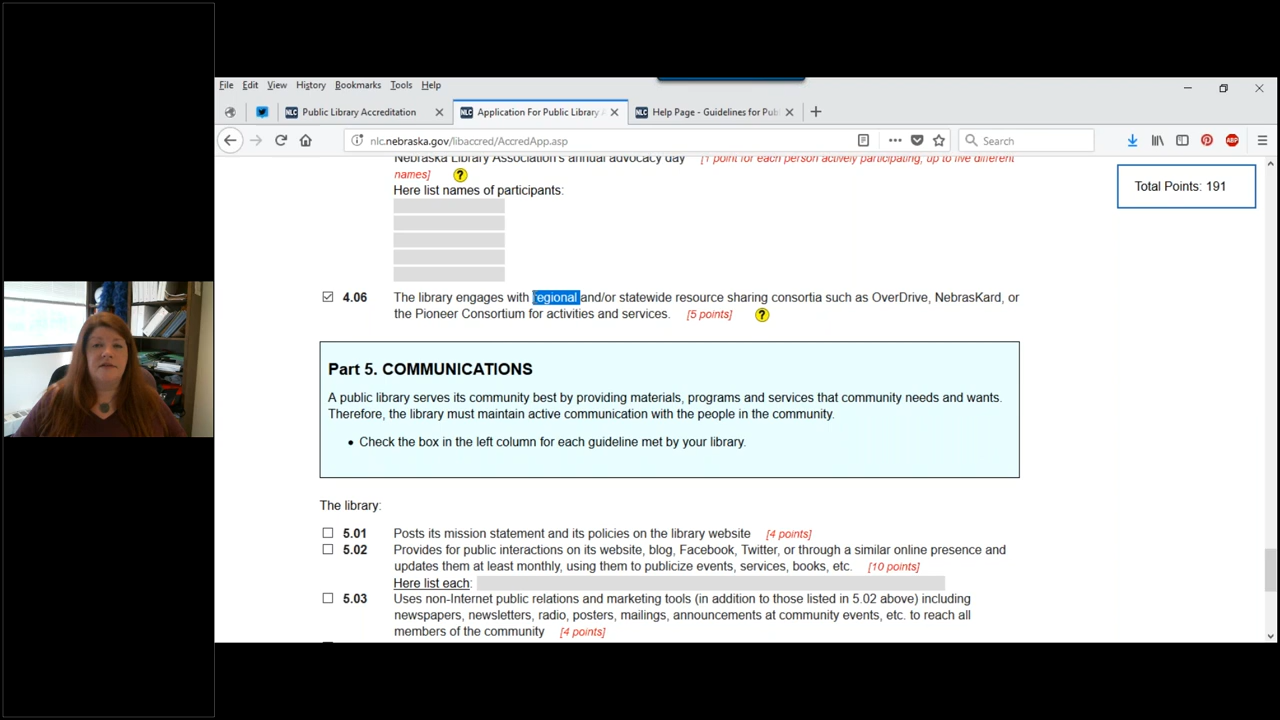 File Edit View History Bookmarks Tools Help
NLC Public Library Accreditation × NLC Application For Public Library A × NLC Help Page - Guidelines for Pub × +
nlc.nebraska.gov/libaccred/AccredApp.asp Search ABP
Nebraska Library Association's annual advocacy day [1 point for each person actively participating, up to five different
names] ?
Here list names of participants:
Total Points: 191
4.06 The library engages with regional and/or statewide resource sharing consortia such as OverDrive, NebrasKard, or
the Pioneer Consortium for activities and services. [5 points] ?
Part 5. COMMUNICATIONS
A public library serves its community best by providing materials, programs and services that community needs and wants.
Therefore, the library must maintain active communication with the people in the community.
• Check the box in the left column for each guideline met by your library.
The library:
5.01 Posts its mission statement and its policies on the library website [4 points]
5.02 Provides for public interactions on its website, blog, Facebook, Twitter, or through a similar online presence and
updates them at least monthly, using them to publicize events, services, books, etc. [10 points]
Here list each:
5.03 Uses non-Internet public relations and marketing tools (in addition to those listed in 5.02 above) including
newspapers, newsletters, radio, posters, mailings, announcements at community events, etc. to reach all
members of the community [4 points]